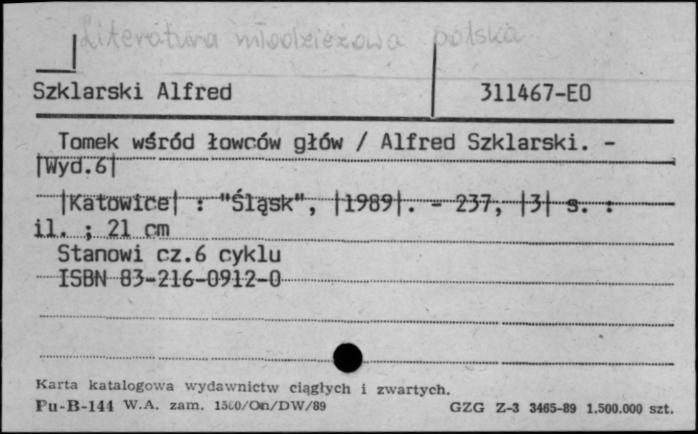 Literatura młodzieżowa polska
Szklarski Alfred 311467-EO
Tomek wśród łowców głów / Alfred Szklarski. -
|Wyd.6|
|Katowice| : "Śląsk", |1989|. - 237, |3| s. :
il. ; 21 cm
Stanowi cz.6 cyklu
ISBN 83-216-0912-0
Karta katalogowa wydawnictw ciągłych i zwartych.
Pu-B-144 W.A. zam. /On/DW/89 GZG Z-3 3465-89 1.500.000 szt.